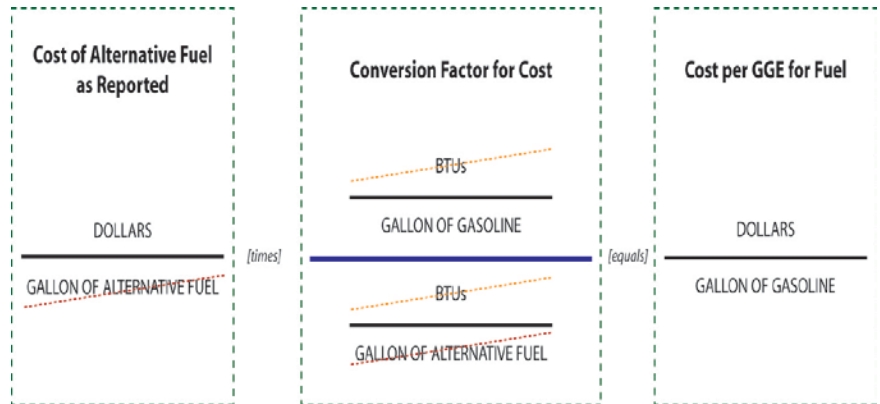 Cost of Alternative Fuel
as Reported
DOLLARS
GALLON OF ALTERNATIVE FUEL
[times]
Conversion Factor for Cost
BTUs
GALLON OF GASOLINE
BTUs
GALLON OF ALTERNATIVE FUEL
[equals]
Cost per GGE for Fuel
DOLLARS
GALLON OF GASOLINE